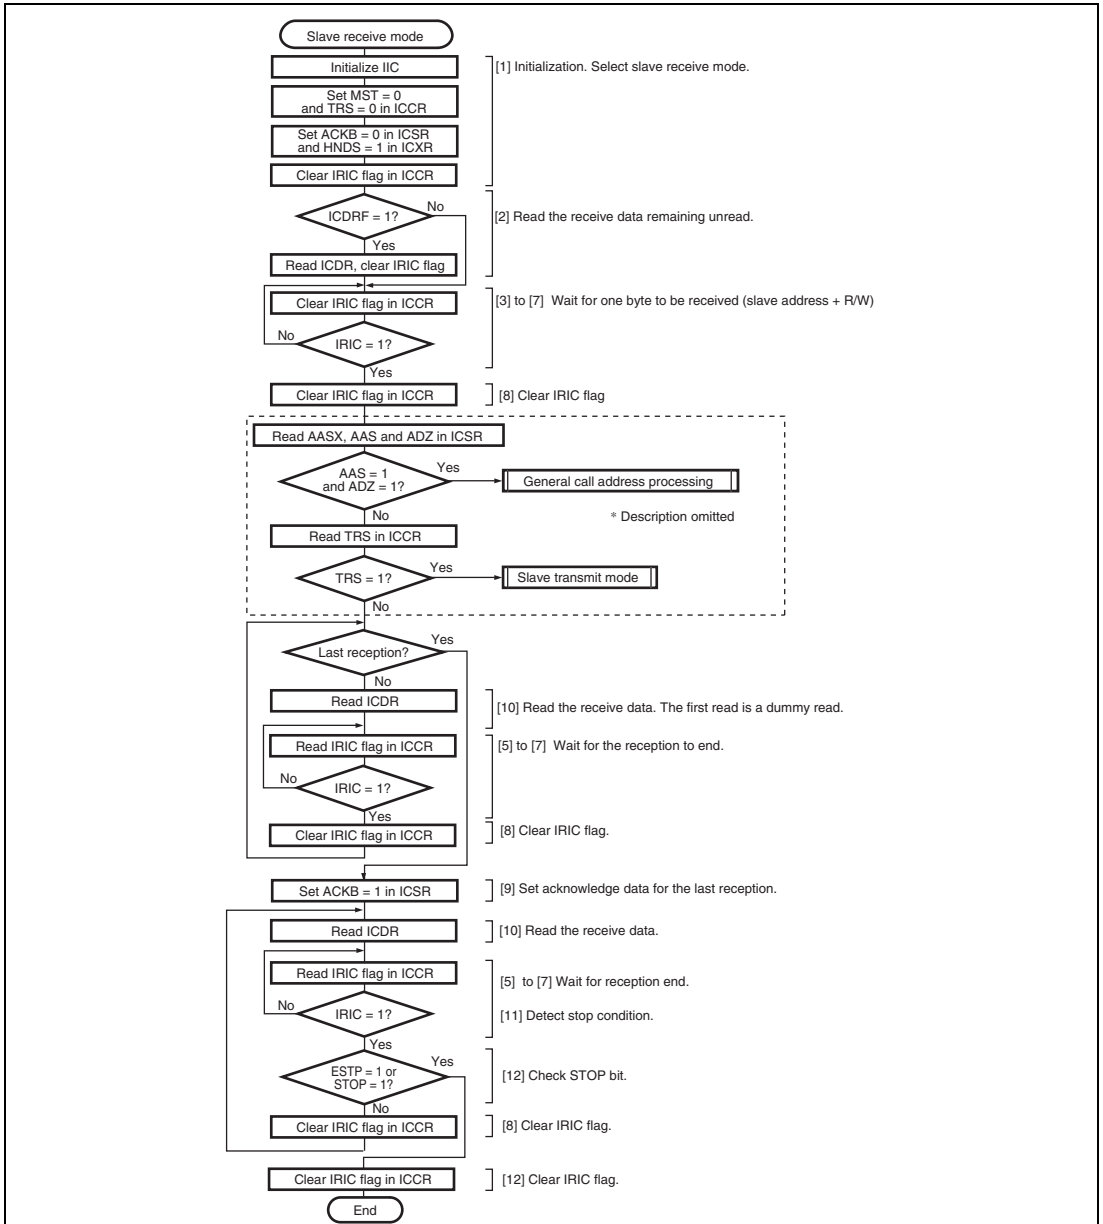 Slave receive mode
Initialize IIC
[1] Initialization. Select slave receive mode.
Set MST = 0
and TRS = 0 in ICCR
Set ACKB = 0 in ICSR
and HNDS = 1 in ICXR
Clear IRIC flag in ICCR
ICDRF = 1?
No
[2] Read the receive data remaining unread.
Yes
Read ICDR, clear IRIC flag
Clear IRIC flag in ICCR
[3] to [7] Wait for one byte to be received (slave address + R/W)
No
IRIC = 1?
Yes
Clear IRIC flag in ICCR
[8] Clear IRIC flag
Read AASX, AAS and ADZ in ICSR
AAS = 1
and ADZ = 1?
Yes
General call address processing
No
* Description omitted
Read TRS in ICCR
TRS = 1?
Yes
Slave transmit mode
No
Last reception?
Yes
No
Read ICDR
[10] Read the receive data. The first read is a dummy read.
Read IRIC flag in ICCR
[5] to [7] Wait for the reception to end.
No
IRIC = 1?
Yes
Clear IRIC flag in ICCR
[8] Clear IRIC flag.
Set ACKB = 1 in ICSR
[9] Set acknowledge data for the last reception.
Read ICDR
[10] Read the receive data.
Read IRIC flag in ICCR
[5] to [7] Wait for reception end.
No
IRIC = 1?
[11] Detect stop condition.
Yes
ESTP = 1 or
STOP = 1?
Yes
[12] Check STOP bit.
No
Clear IRIC flag in ICCR
[8] Clear IRIC flag.
Clear IRIC flag in ICCR
[12] Clear IRIC flag.
End